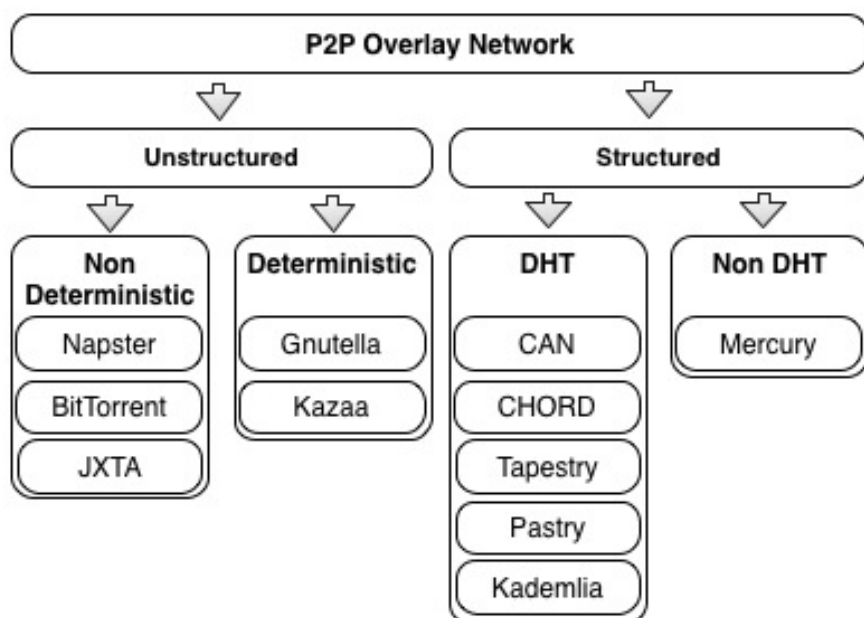 P2P Overlay Network
Unstructured
Structured
Non
Deterministic
Napster
BitTorrent
JXTA
Deterministic
Gnutella
Kazaa
DHT
CAN
CHORD
Tapestry
Pastry
Kademlia
Non DHT
Mercury